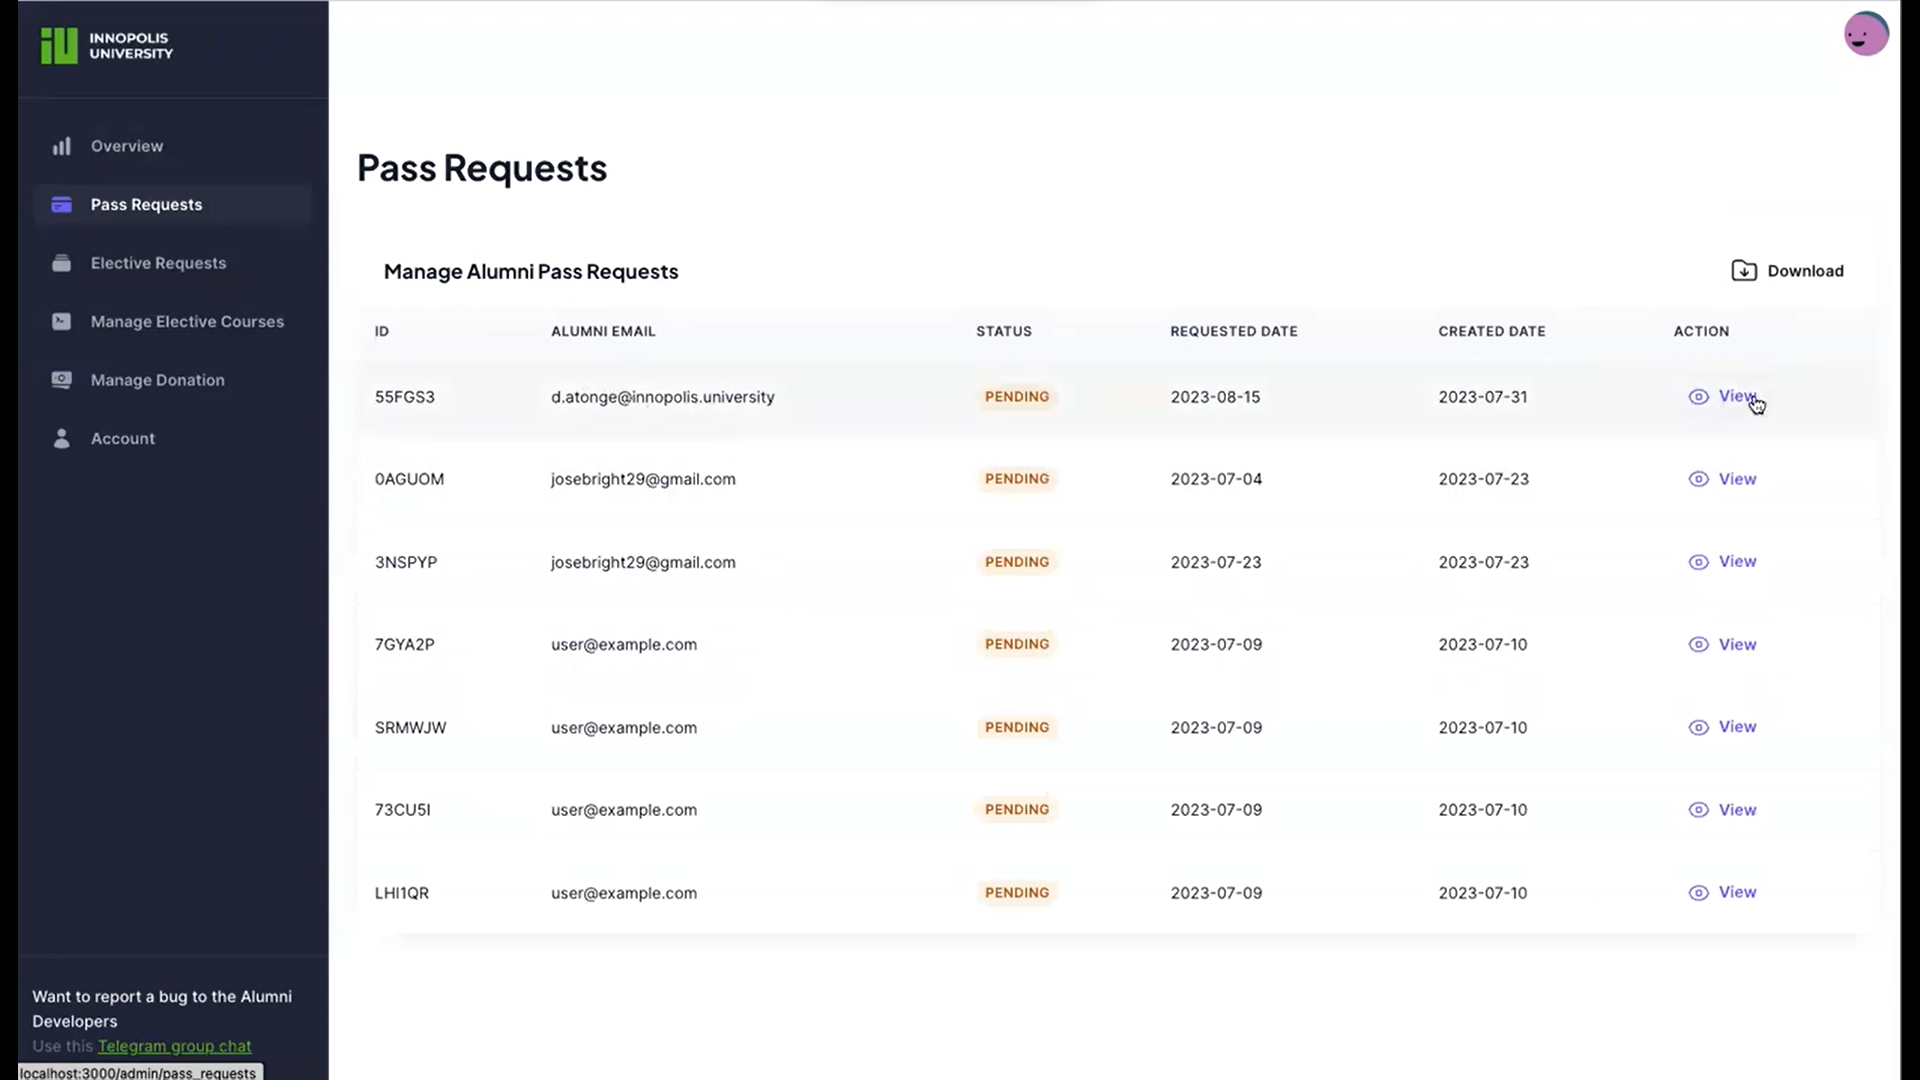 INNOPOLIS
UNIVERSITY
Overview
Pass Requests
Elective Requests
Manage Elective Courses
Manage Donation
Account
Want to report a bug to the Alumni
Developers
Use this Telegram group chat
localhost:3000/admin/pass_requests
Pass Requests
Manage Alumni Pass Requests
Download
ID ALUMNI EMAIL STATUS REQUESTED DATE CREATED DATE ACTION
55FGS3 d.atonge@innopolis.university PENDING 2023-08-15 2023-07-31 View
0AGUOM josebright29@gmail.com PENDING 2023-07-04 2023-07-23 View
3NSPYP josebright29@gmail.com PENDING 2023-07-23 2023-07-23 View
7GYA2P user@example.com PENDING 2023-07-09 2023-07-10 View
SRMWJW user@example.com PENDING 2023-07-09 2023-07-10 View
73CU5I user@example.com PENDING 2023-07-09 2023-07-10 View
LHI1QR user@example.com PENDING 2023-07-09 2023-07-10 View